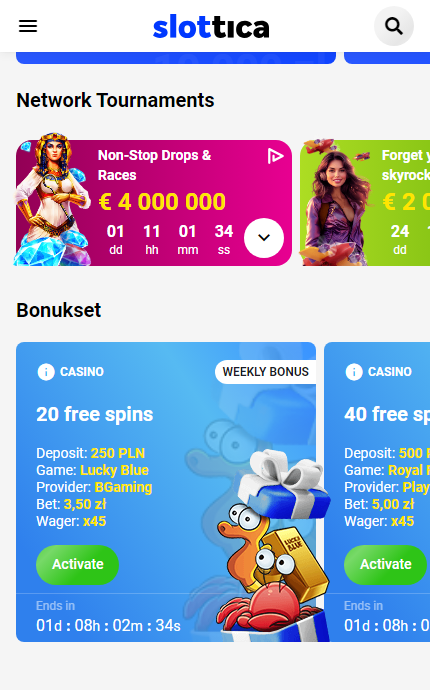 slottica
Network Tournaments
Non-Stop Drops &
Races
€ 4 000 000
01 11 01 34
dd hh mm ss
Forget y
skyrock
€ 2 0
24
dd
Bonukset
CASINO
WEEKLY BONUS
20 free spins
Deposit: 250 PLN
Game: Lucky Blue
Provider: BGaming
Bet: 3,50 zł
Wager: x45
Activate
Ends in
01d : 08h : 02m : 34s
LUCKY
BLUE
CASINO
40 free sp
Deposit: 500 P
Game: Royal F
Provider: Play
Bet: 5,00 zł
Wager: x45
Activate
Ends in
01d : 08h : 0